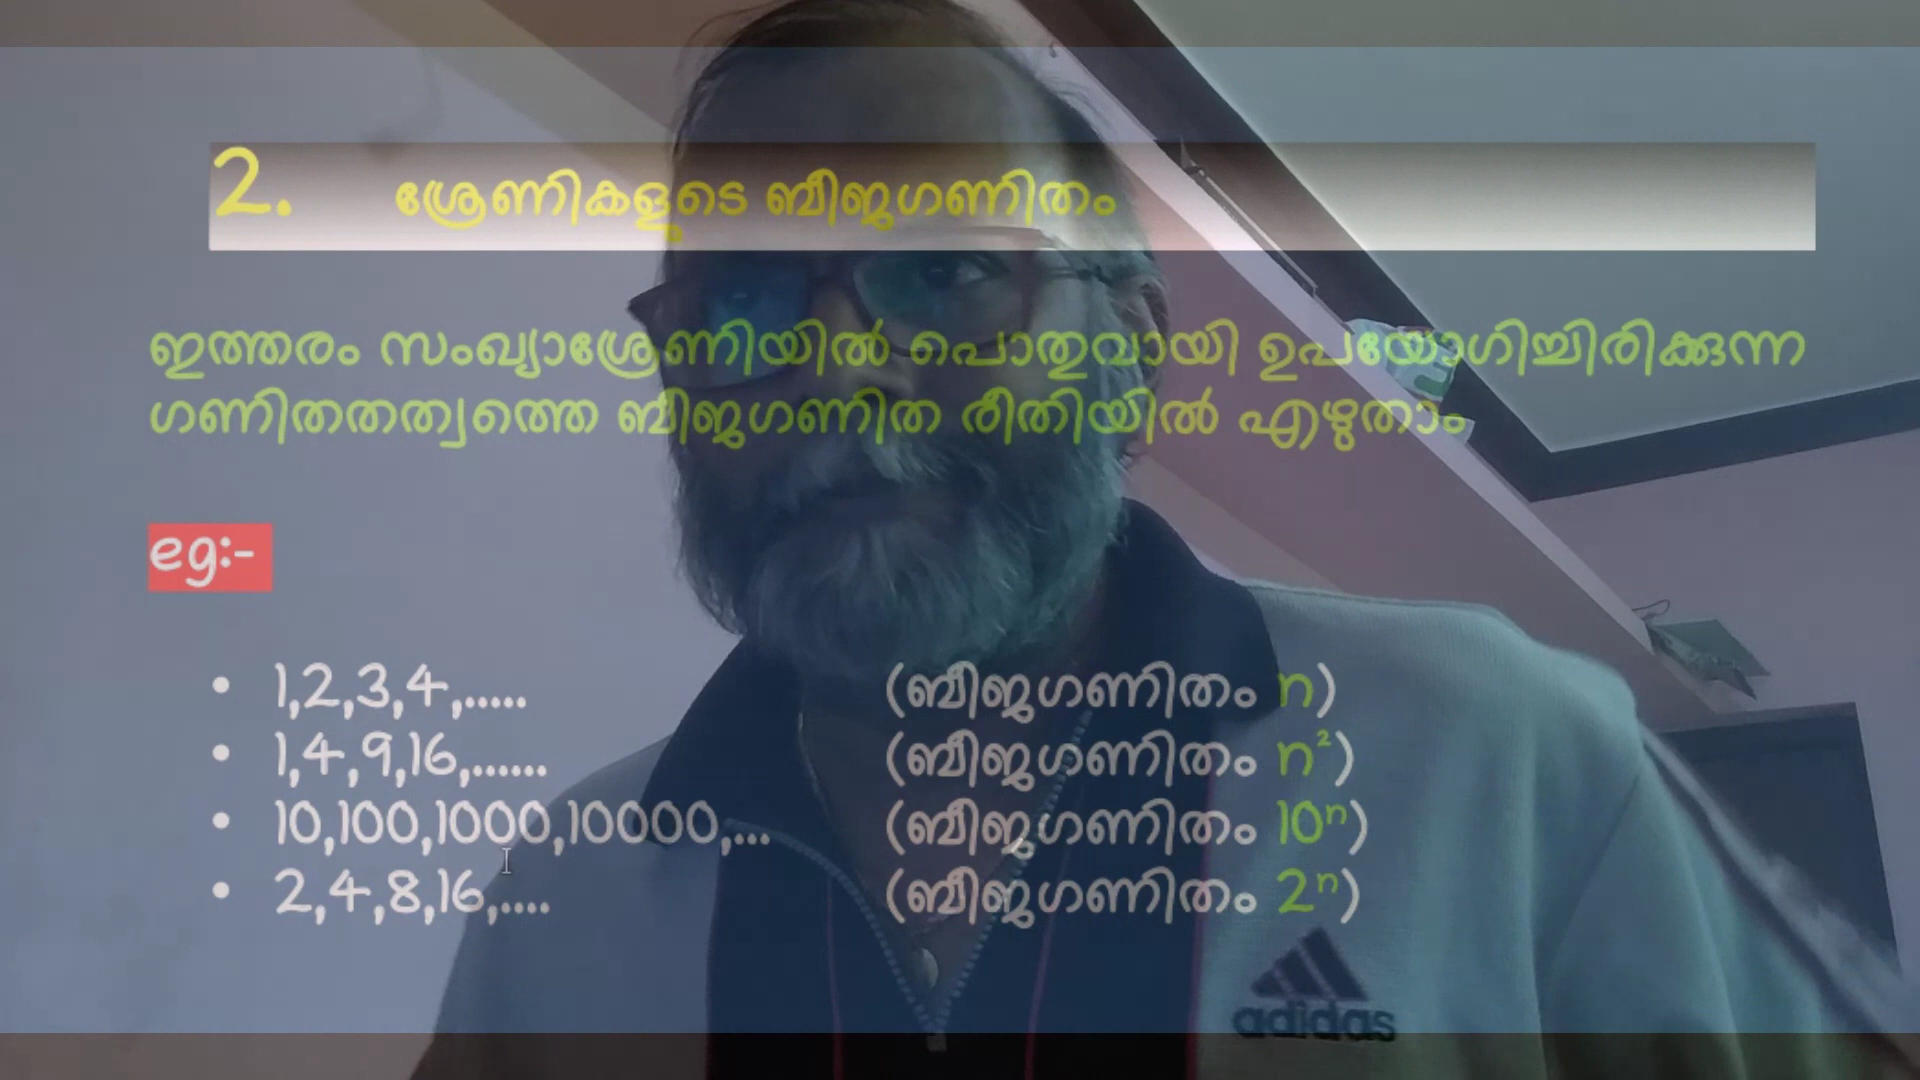 2. ശ്രേണികളുടെ ബീജഗണിതം
ഇത്തരം സംഖ്യാശ്രേണിയിൽ പൊതുവായി ഉപയോഗിച്ചിരിക്കുന്ന
ഗണിതതത്വത്തെ ബീജഗണിത രീതിയിൽ എഴുതാം
eg:-
• 1,2,3,4,..... (ബീജഗണിതം n)
• 1,4,9,16,...... (ബീജഗണിതം n²)
• 10,100,1000,10000,... (ബീജഗണിതം 10ⁿ)
• 2,4,8,16,.... (ബീജഗണിതം 2ⁿ)
adidas